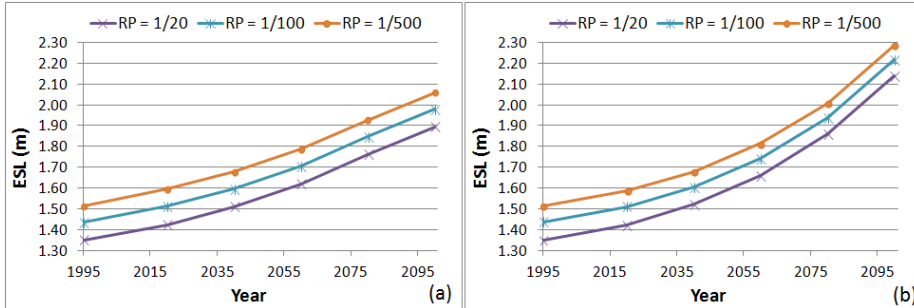 RP = 1/20 RP = 1/100 RP = 1/500
2.30
2.20
2.10
2.00
1.90
1.80
1.70
1.60
1.50
1.40
1.30
ESL (m)
1995 2015 2035 2055 2075 2095
Year
(a)
RP = 1/20 RP = 1/100 RP = 1/500
2.30
2.20
2.10
2.00
1.90
1.80
1.70
1.60
1.50
1.40
1.30
ESL (m)
1995 2015 2035 2055 2075 2095
Year
(b)